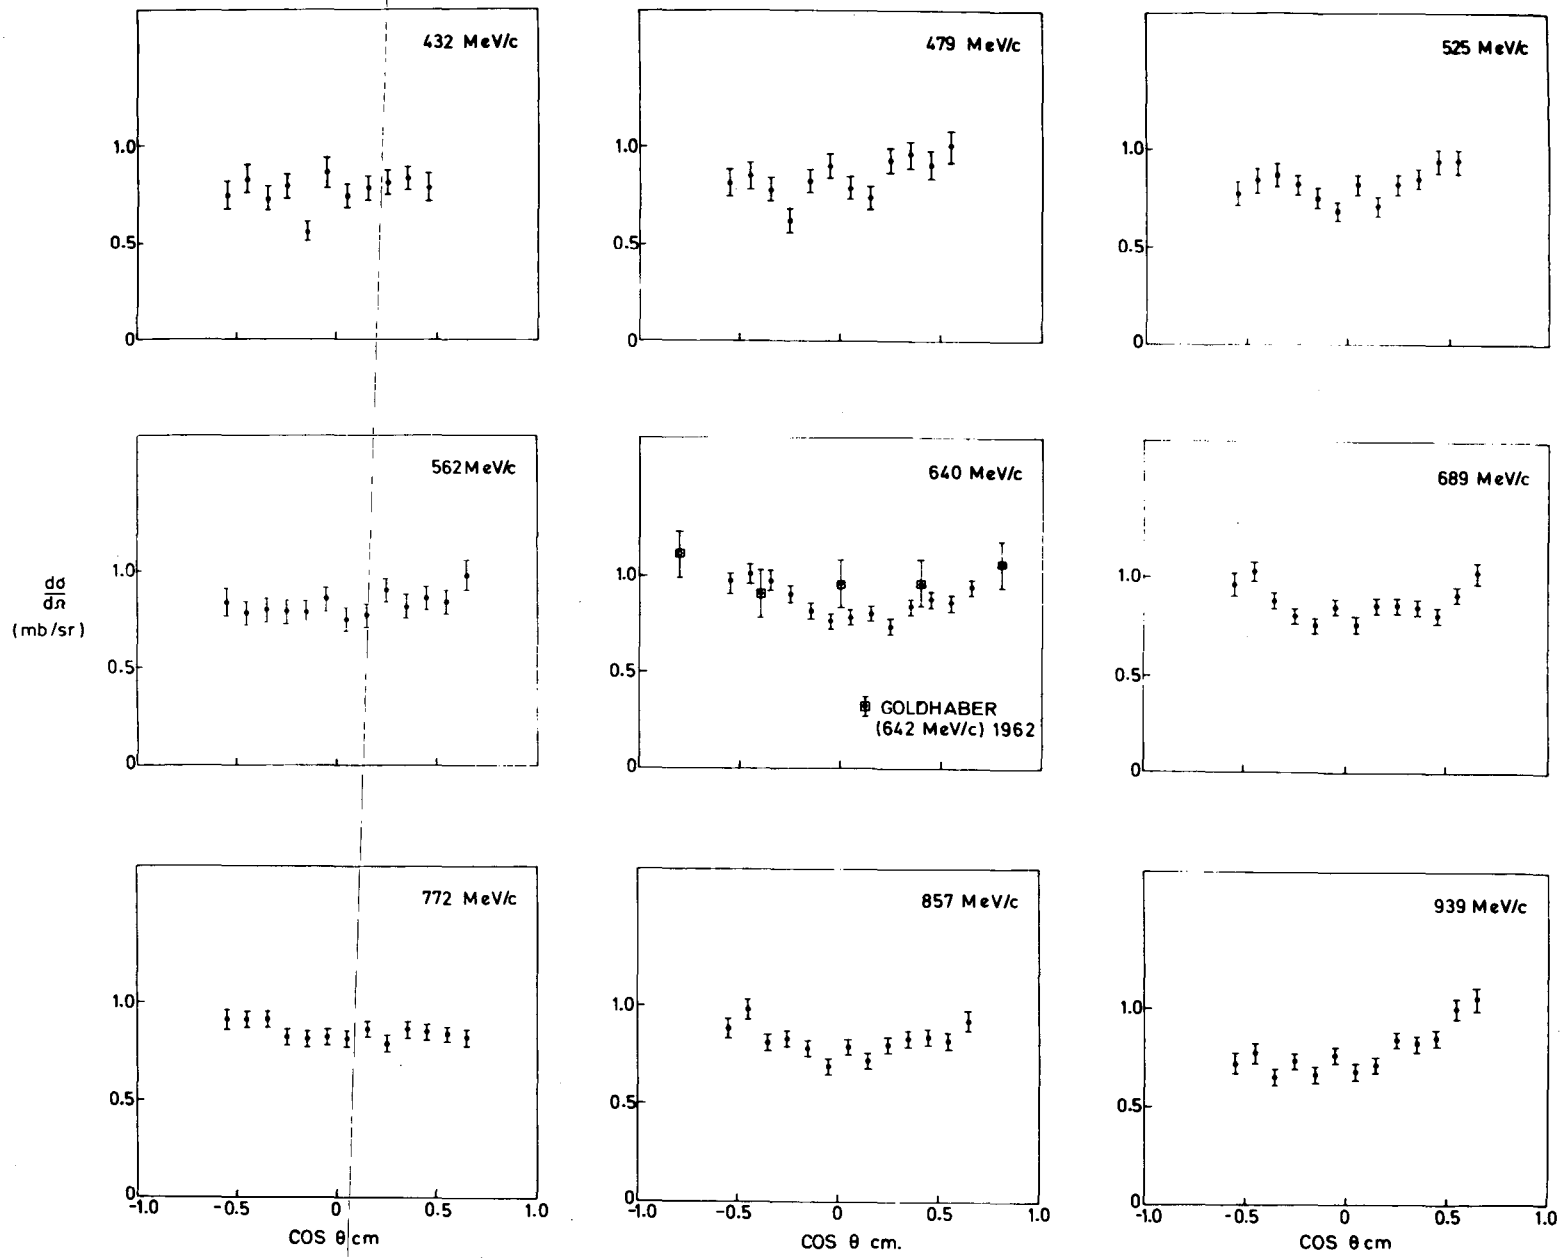 432 MeV/c
1.0
0.5
0
479 MeV/c
1.0
0.5
0
525 MeV/c
1.0
0.5
0
dσ
dΩ
(mb/sr)
562MeV/c
1.0
0.5
0
640 MeV/c
1.0
0.5
0
GOLDHABER
(642 MeV/c) 1962
689 MeV/c
1.0
0.5
0
772 MeV/c
1.0
0.5
0
-1.0 -0.5 0 0.5 1.0
COS θ cm
857 MeV/c
1.0
0.5
0
-1.0 -0.5 0 0.5 1.0
COS θ cm.
939 MeV/c
1.0
0.5
0
-1.0 -0.5 0 0.5 1.0
COS θ cm